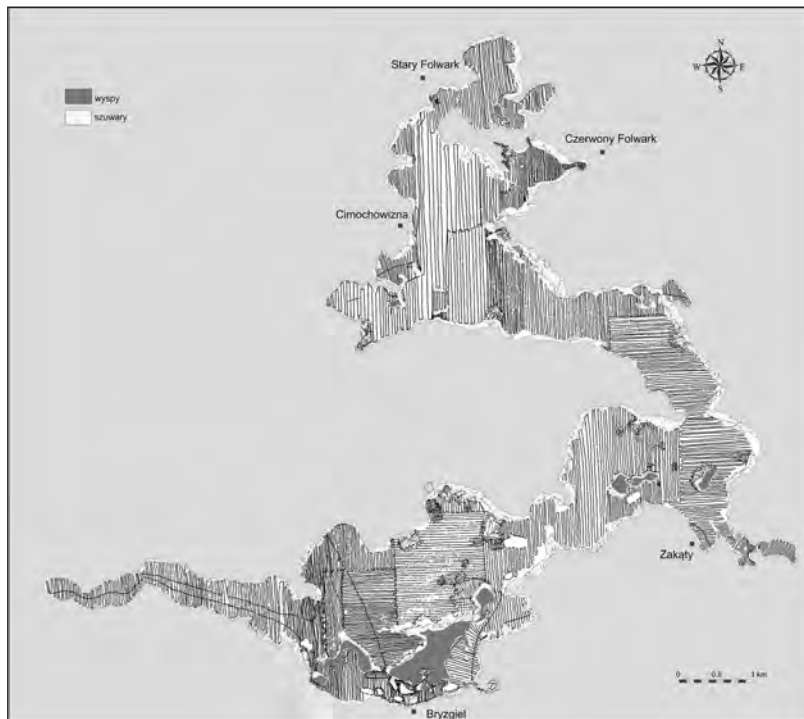 N
W E
S
Stary Folwark
wyspy
szuwary
Czerwony Folwark
Cimochowizna
Zakąty
0 0.5 1 km
Bryzgiel